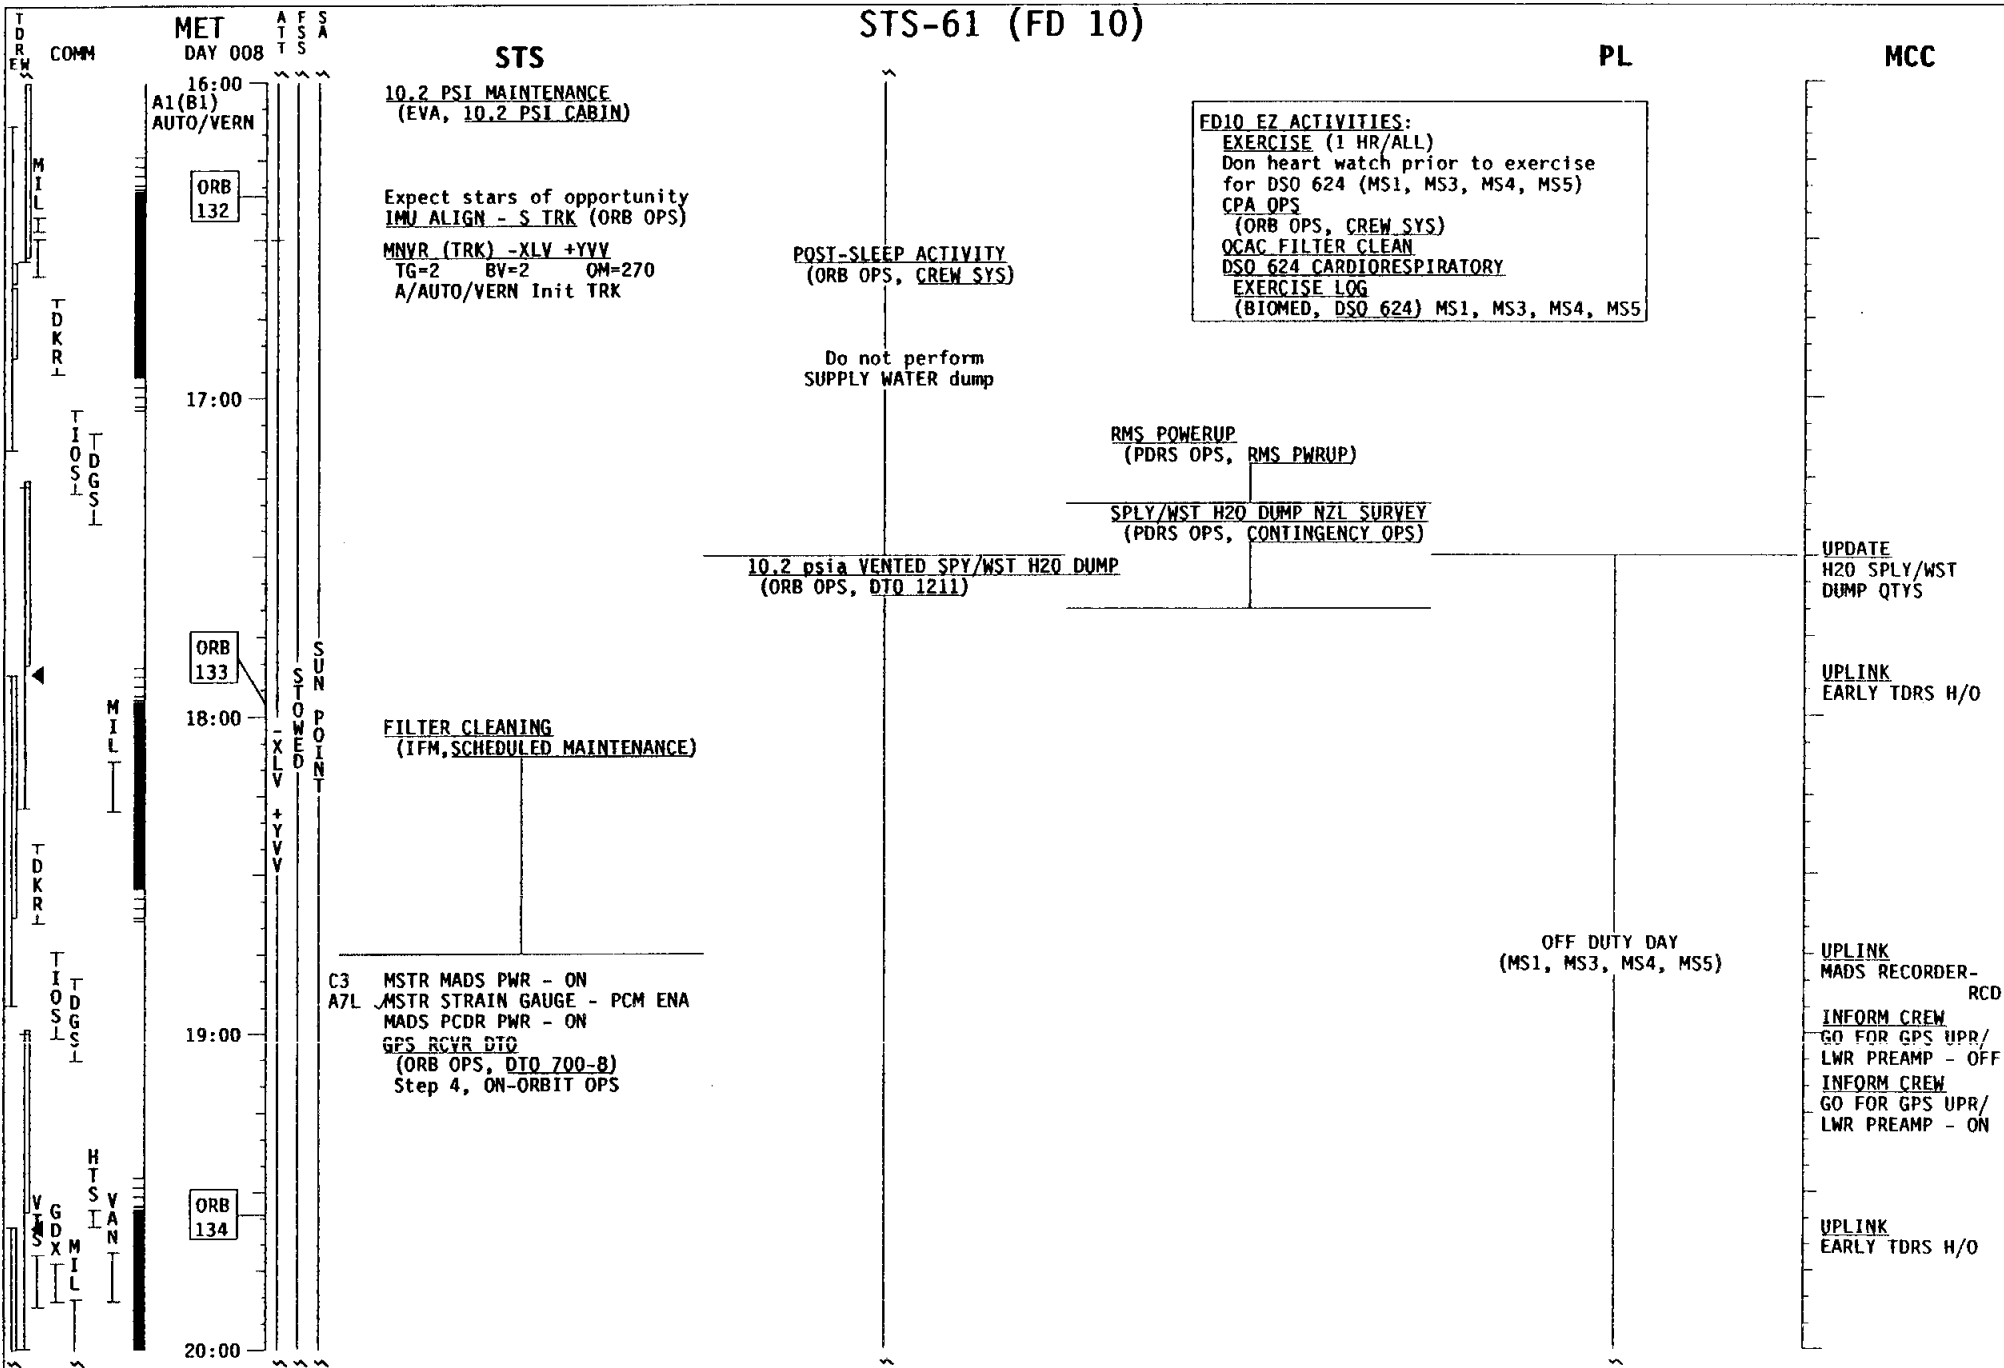 STS-61 (FD 10)
TDRS
E W
COMM
MET
DAY 008
ATT
FSS
SA
STS
PL
MCC
16:00
A1(B1)
AUTO/VERN
10.2 PSI MAINTENANCE
(EVA, 10.2 PSI CABIN)
FD10 EZ ACTIVITIES:
EXERCISE (1 HR/ALL)
Don heart watch prior to exercise
for DSO 624 (MS1, MS3, MS4, MS5)
CPA OPS
(ORB OPS, CREW SYS)
OCAC FILTER CLEAN
DSO 624 CARDIORESPIRATORY
EXERCISE LOG
(BIOMED, DSO 624) MS1, MS3, MS4, MS5
MIL
ORB
132
Expect stars of opportunity
IMU ALIGN - S TRK (ORB OPS)
MNVR (TRK) -XLV +YVV
TG=2 BV=2 OM=270
A/AUTO/VERN Init TRK
POST-SLEEP ACTIVITY
(ORB OPS, CREW SYS)
TDKR
Do not perform
SUPPLY WATER dump
17:00
IOS
TDGS
RMS POWERUP
(PDRS OPS, RMS PWRUP)
SPLY/WST H2O DUMP NZL SURVEY
(PDRS OPS, CONTINGENCY OPS)
10.2 psia VENTED SPY/WST H2O DUMP
(ORB OPS, DTO 1211)
UPDATE
H2O SPLY/WST
DUMP QTYS
ORB
133
UPLINK
EARLY TDRS H/O
MIL
18:00
-XLV +YVV
STOWED
SUN POINT
FILTER CLEANING
(IFM,SCHEDULED MAINTENANCE)
TDKR
OFF DUTY DAY
(MS1, MS3, MS4, MS5)
IOS
TDGS
C3 MSTR MADS PWR - ON
A7L ✓MSTR STRAIN GAUGE - PCM ENA
MADS PCDR PWR - ON
GPS RCVR DTO
(ORB OPS, DTO 700-8)
Step 4, ON-ORBIT OPS
UPLINK
MADS RECORDER-
RCD
19:00
INFORM CREW
GO FOR GPS UPR/
LWR PREAMP - OFF
INFORM CREW
GO FOR GPS UPR/
LWR PREAMP - ON
HTS
VAN
GDX
MIL
ORB
134
UPLINK
EARLY TDRS H/O
20:00